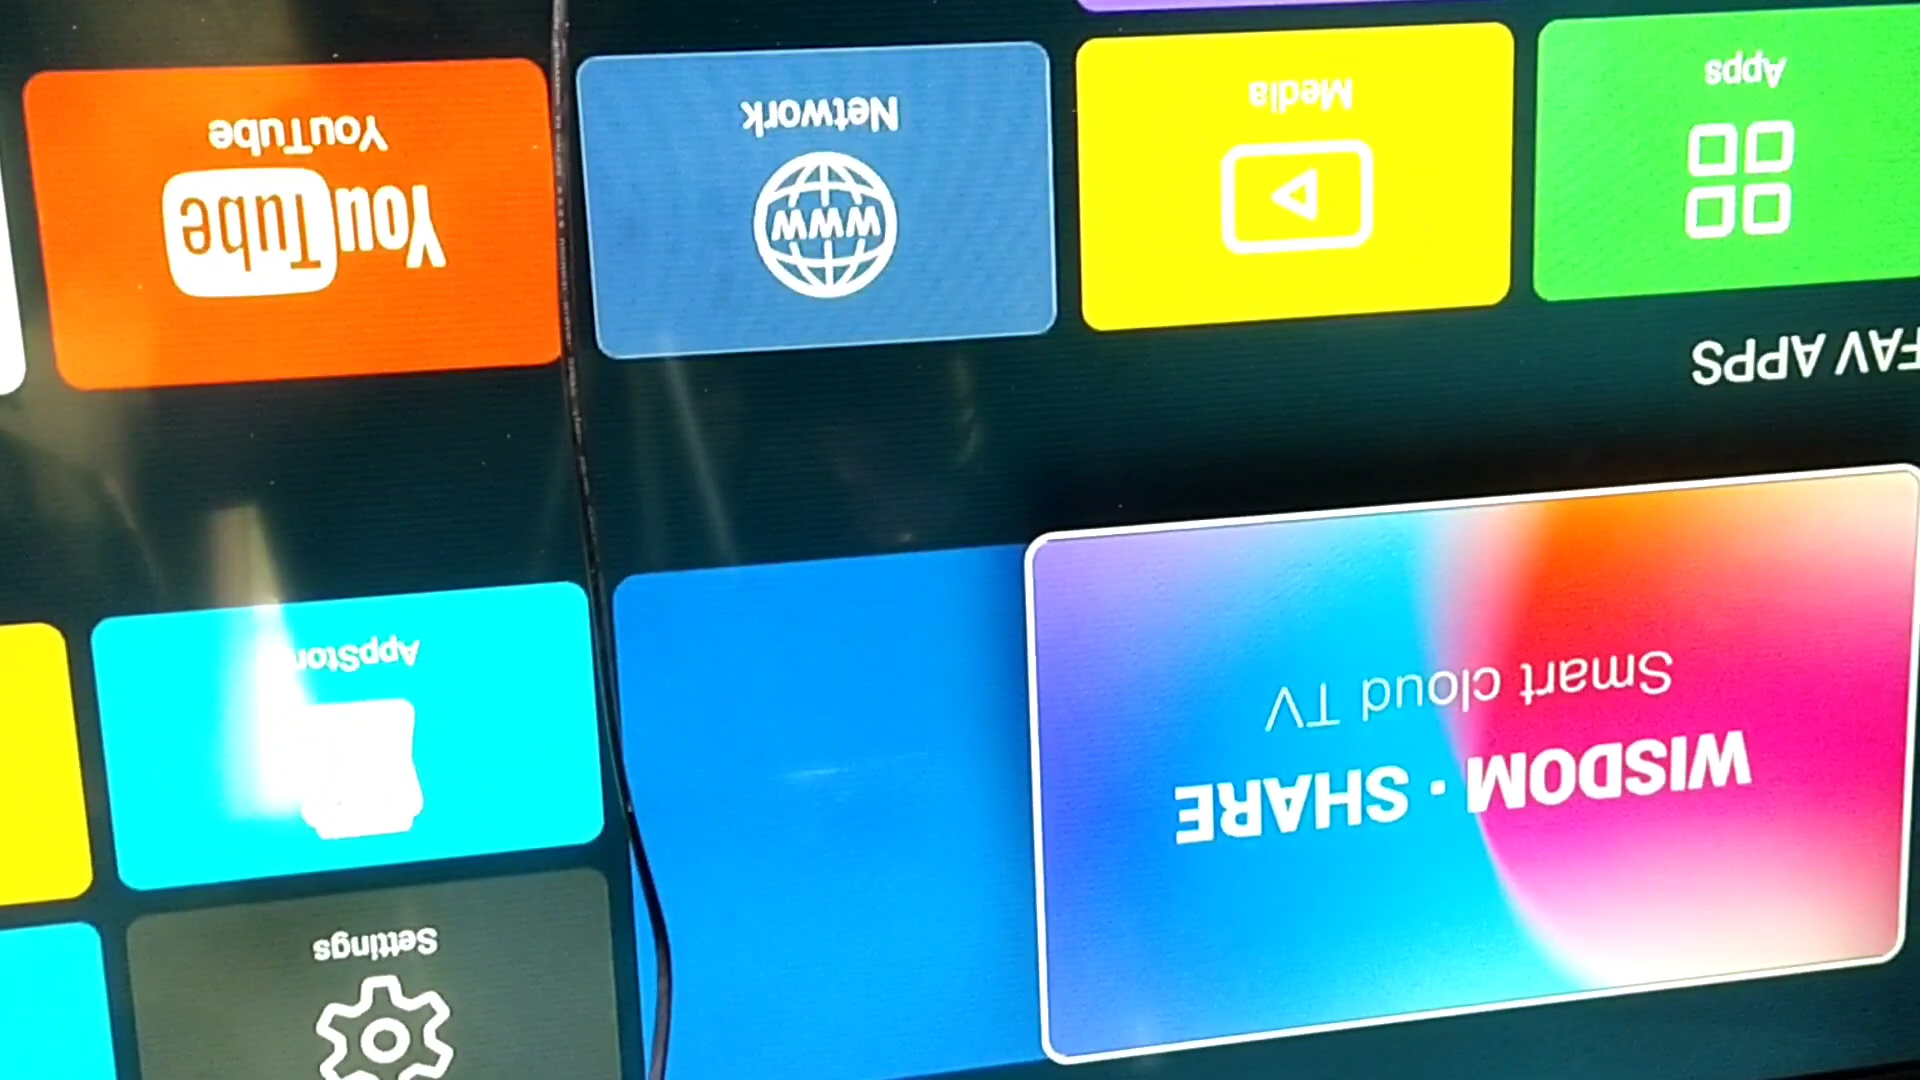 Settings
WISDOM · SHARE
Smart cloud TV
AppStor
FAV APPS
Apps
Media
WWW
Network
YouTube
YouTube